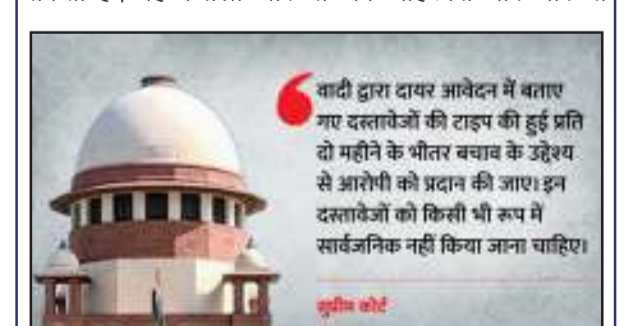 वादी द्वारा दायर आवेदन में बताए
गए दस्तावेजों की टाइप की हुई प्रति
दो महीने के भीतर बचाव के उद्देश्य
से आरोपी को प्रदान की जाए। इन
दस्तावेजों को किसी भी रूप में
सार्वजनिक नहीं किया जाना चाहिए।
सुप्रीम कोर्ट